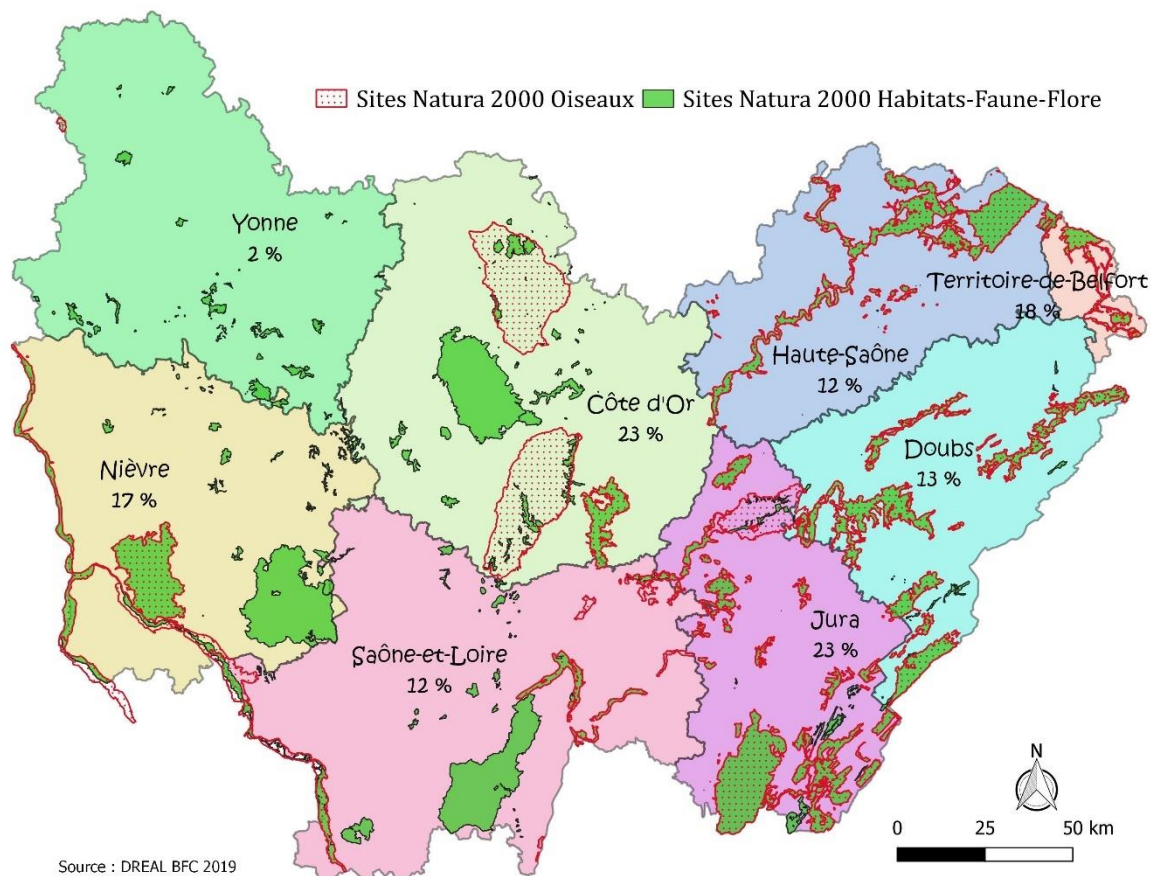 Sites Natura 2000 Oiseaux
Sites Natura 2000 Habitats-Faune-Flore
Yonne
2 %
Territoire-de-Belfort
18 %
Haute-Saône
12 %
Côte d'Or
23 %
Doubs
13 %
Nièvre
17 %
Jura
23 %
Saône-et-Loire
12 %
N
0 25 50 km
Source : DREAL BFC 2019